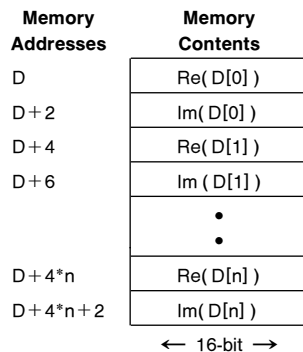 Memory Addresses Memory Contents
D Re( D[0] )
D+2 Im( D[0] )
D+4 Re( D[1] )
D+6 Im ( D[1] )
•
•
D+4*n Re( D[n] )
D+4*n+2 Im( D[n] )
← 16-bit →